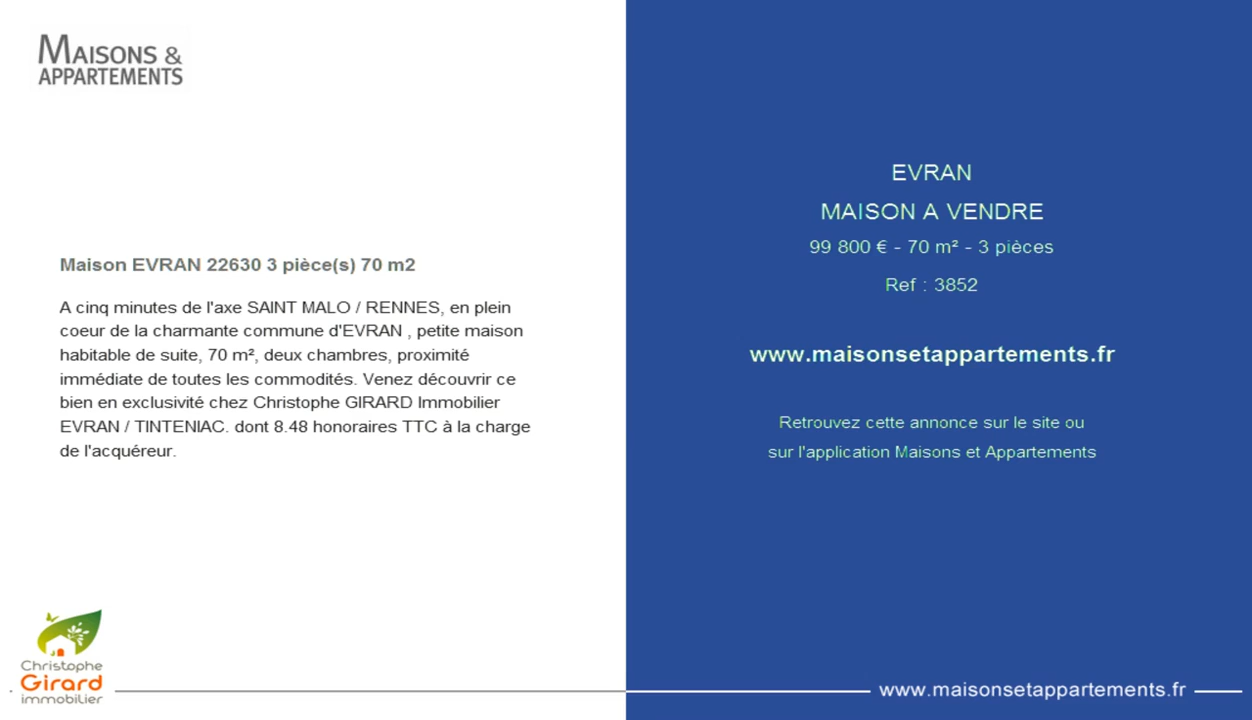 MAISONS &
APPARTEMENTS
Maison EVRAN 22630 3 pièce(s) 70 m2
A cinq minutes de l'axe SAINT MALO / RENNES, en plein
coeur de la charmante commune d'EVRAN , petite maison
habitable de suite, 70 m², deux chambres, proximité
immédiate de toutes les commodités. Venez découvrir ce
bien en exclusivité chez Christophe GIRARD Immobilier
EVRAN / TINTENIAC. dont 8.48 honoraires TTC à la charge
de l'acquéreur.
Christophe
Girard
immobilier
EVRAN
MAISON A VENDRE
99 800 € - 70 m² - 3 pièces
Ref : 3852
www.maisonsetappartements.fr
Retrouvez cette annonce sur le site ou
sur l'application Maisons et Appartements
www.maisonsetappartements.fr